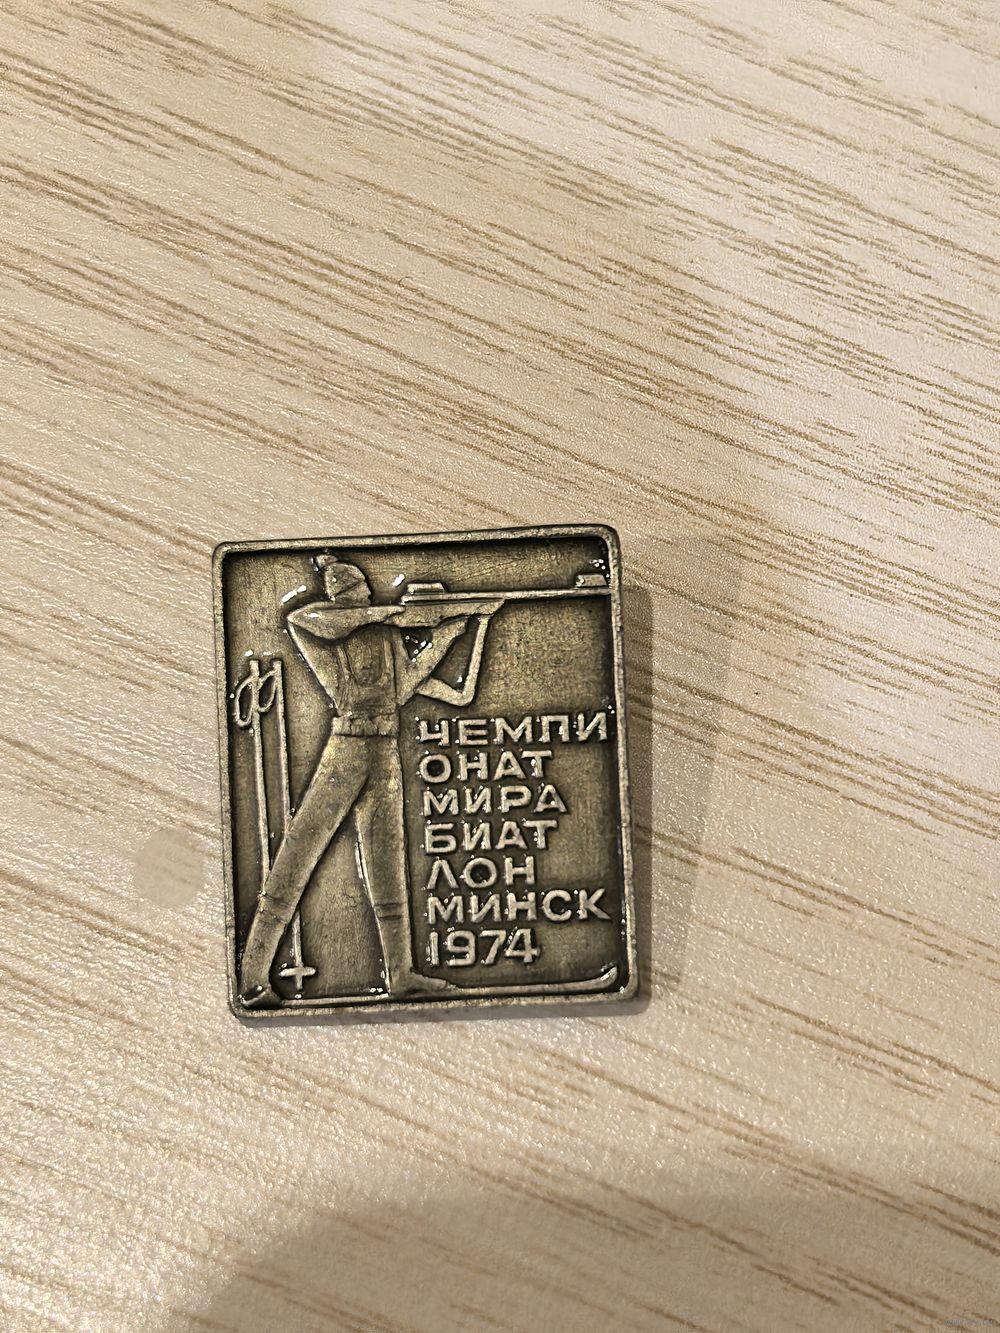 ЧЕМПИ
ОНАТ
МИРА
БИАТ
ЛОН
МИНСК
1974